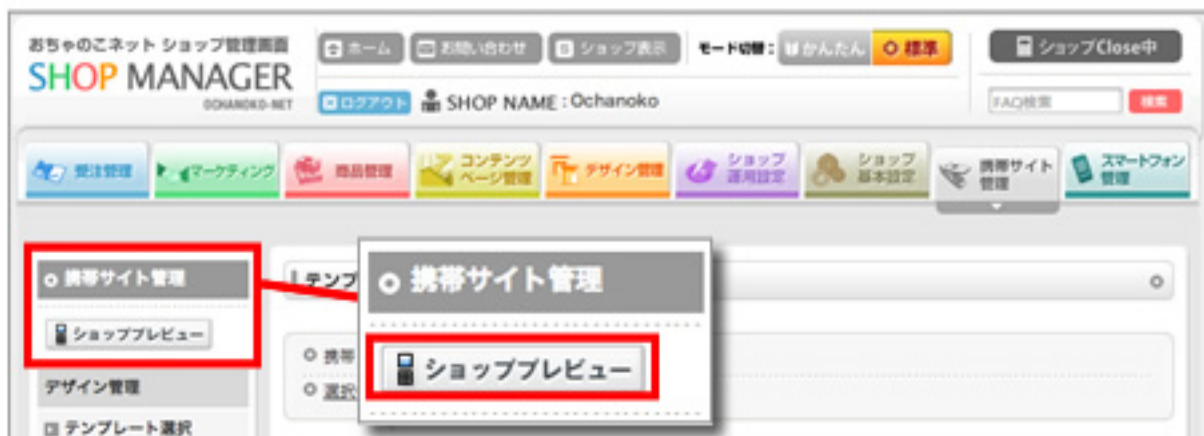 おちゃのこネット ショップ管理画面
SHOP MANAGER
OCHANOKO-NET
ホーム
お問い合わせ
ショップ表示
モード切替：
かんたん
標準
ショップClose中
ログアウト
SHOP NAME : Ochanoko
FAQ検索
検索
受注管理
マーケティング
商品管理
コンテンツ
ページ管理
デザイン管理
ショップ
運用設定
ショップ
基本設定
携帯サイト
管理
スマートフォン
管理
携帯サイト管理
ショッププレビュー
デザイン管理
テンプレート選択
テンプ
携帯
選択
携帯サイト管理
ショッププレビュー